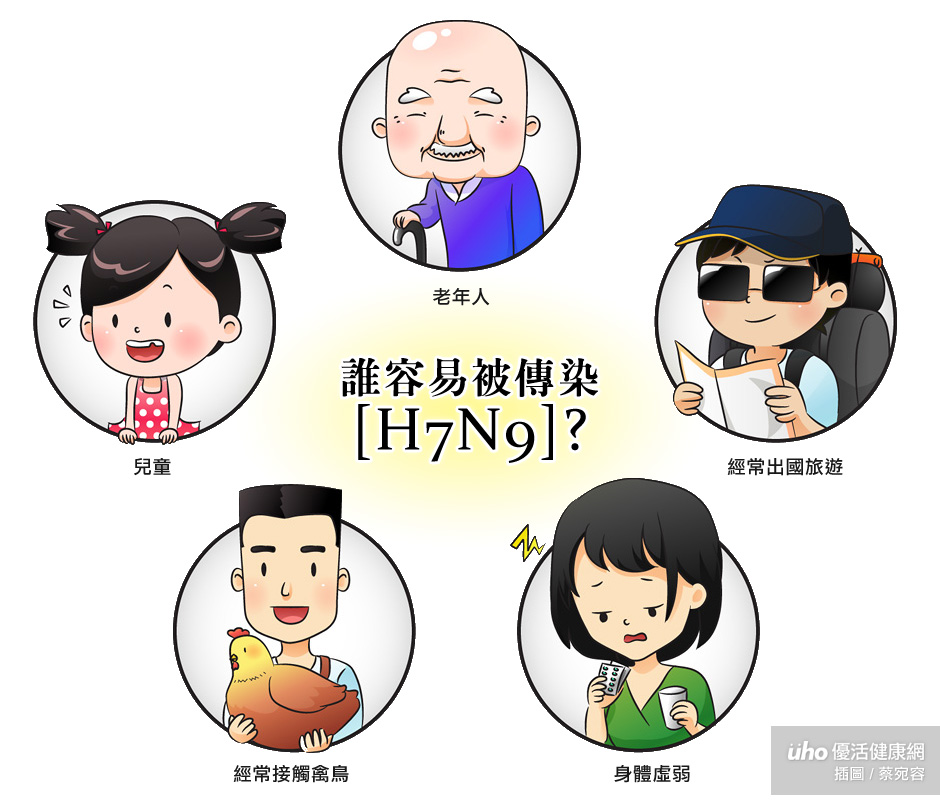 老年人
誰容易被傳染
[H7N9]?
兒童
經常出國旅遊
經常接觸禽鳥
身體虛弱
uho 優活健康網
插圖 / 蔡宛容